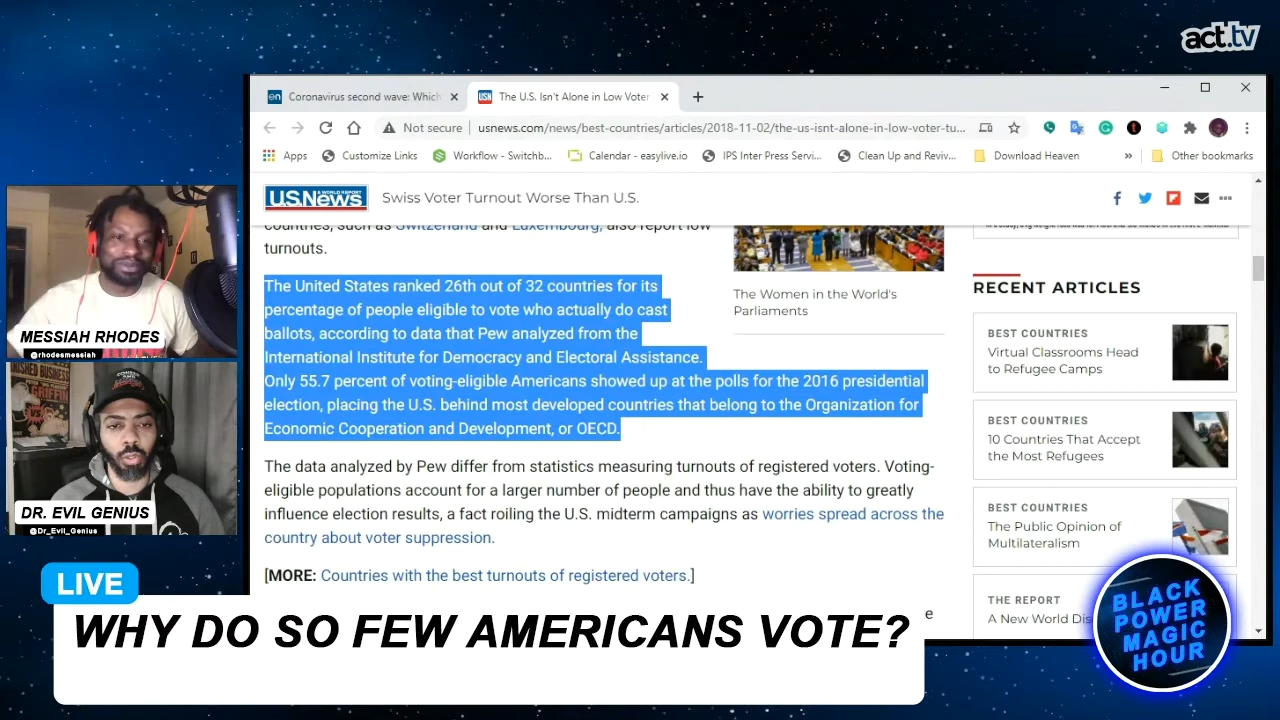 act.tv
Coronavirus second wave: Which
The U.S. Isn't Alone in Low Voter
Not secure
usnews.com/news/best-countries/articles/2018-11-02/the-us-isnt-alone-in-low-voter-tu...
Apps
Customize Links
Workflow - Switchb...
Calendar - easylive.io
IPS Inter Press Servi...
Clean Up and Reviv...
Download Heaven
»
Other bookmarks
U.S.News
& WORLD REPORT
Swiss Voter Turnout Worse Than U.S.
countries, such as Switzerland and Luxembourg, also report low
turnouts.
The United States ranked 26th out of 32 countries for its
percentage of people eligible to vote who actually do cast
ballots, according to data that Pew analyzed from the
International Institute for Democracy and Electoral Assistance.
Only 55.7 percent of voting-eligible Americans showed up at the polls for the 2016 presidential
election, placing the U.S. behind most developed countries that belong to the Organization for
Economic Cooperation and Development, or OECD.
The data analyzed by Pew differ from statistics measuring turnouts of registered voters. Voting-
eligible populations account for a larger number of people and thus have the ability to greatly
influence election results, a fact roiling the U.S. midterm campaigns as worries spread across the
country about voter suppression.
[MORE: Countries with the best turnouts of registered voters.]
e
The Women in the World's
Parliaments
RECENT ARTICLES
BEST COUNTRIES
Virtual Classrooms Head
to Refugee Camps
BEST COUNTRIES
10 Countries That Accept
the Most Refugees
BEST COUNTRIES
The Public Opinion of
Multilateralism
THE REPORT
A New World Dis
MESSIAH RHODES
@rhodesmessiah
GRIFFIN
VS.
DR. EVIL GENIUS
@Dr_Evil_Genius
LIVE
WHY DO SO FEW AMERICANS VOTE?
BLACK
POWER
MAGIC
HOUR